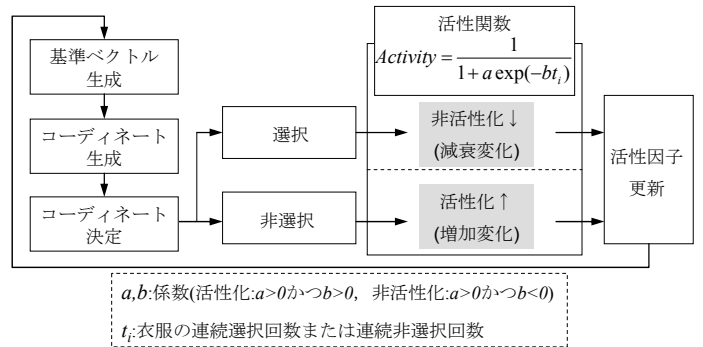 基準ベクトル
生成
コーディネート
生成
コーディネート
決定
選択
非選択
活性関数
Activity = 1 / (1 + a exp(−bt_i))
非活性化↓
(減衰変化)
活性化↑
(増加変化)
活性因子
更新
a,b:係数(活性化:a>0かつb>0, 非活性化:a>0かつb<0)
t_i:衣服の連続選択回数または連続非選択回数